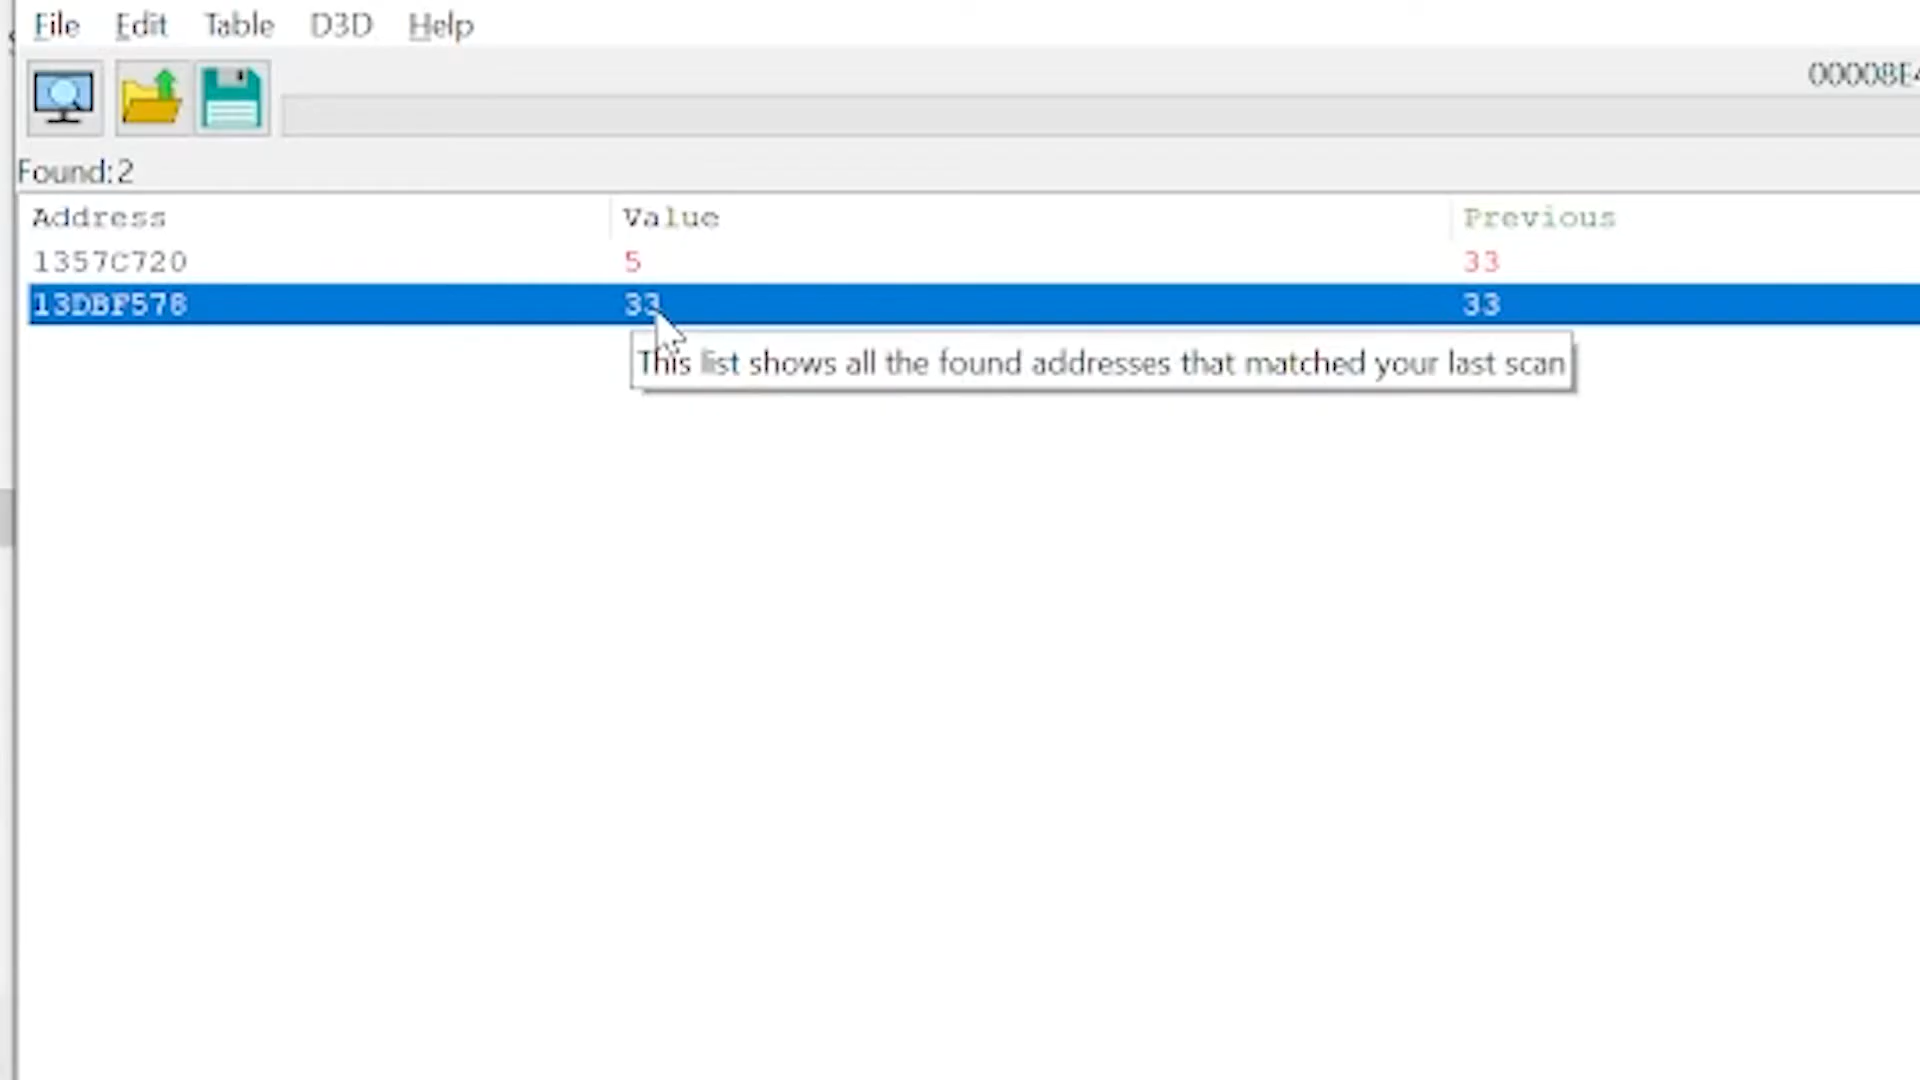 File Edit Table D3D Help
00008E4
Found:2
Address Value Previous
1357C720 5 33
13DBF578 33 33
This list shows all the found addresses that matched your last scan